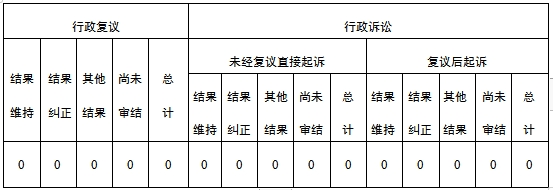 行政复议 行政诉讼
未经复议直接起诉 复议后起诉
结果 结果 其他 尚未 总 结果 结果 其他 尚未 总 结果 结果 其他 尚未 总
维持 纠正 结果 审结 计 维持 纠正 结果 审结 计 维持 纠正 结果 审结 计
0 0 0 0 0 0 0 0 0 0 0 0 0 0 0